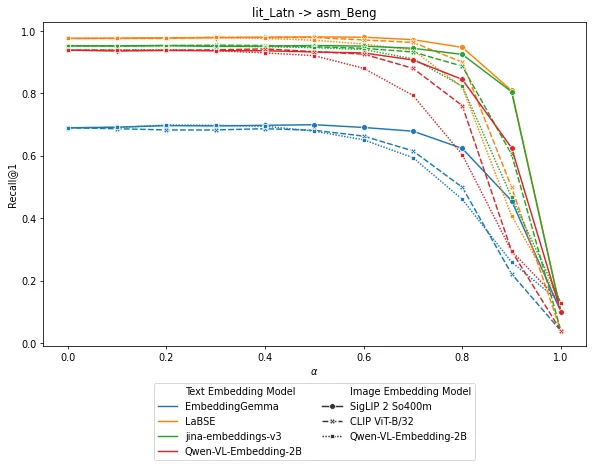 lit_Latn -> asm_Beng
Recall@1
1.0
0.8
0.6
0.4
0.2
0.0
0.0 0.2 0.4 0.6 0.8 1.0
α
Text Embedding Model Image Embedding Model
EmbeddingGemma SigLIP 2 So400m
LaBSE CLIP ViT-B/32
jina-embeddings-v3 Qwen-VL-Embedding-2B
Qwen-VL-Embedding-2B